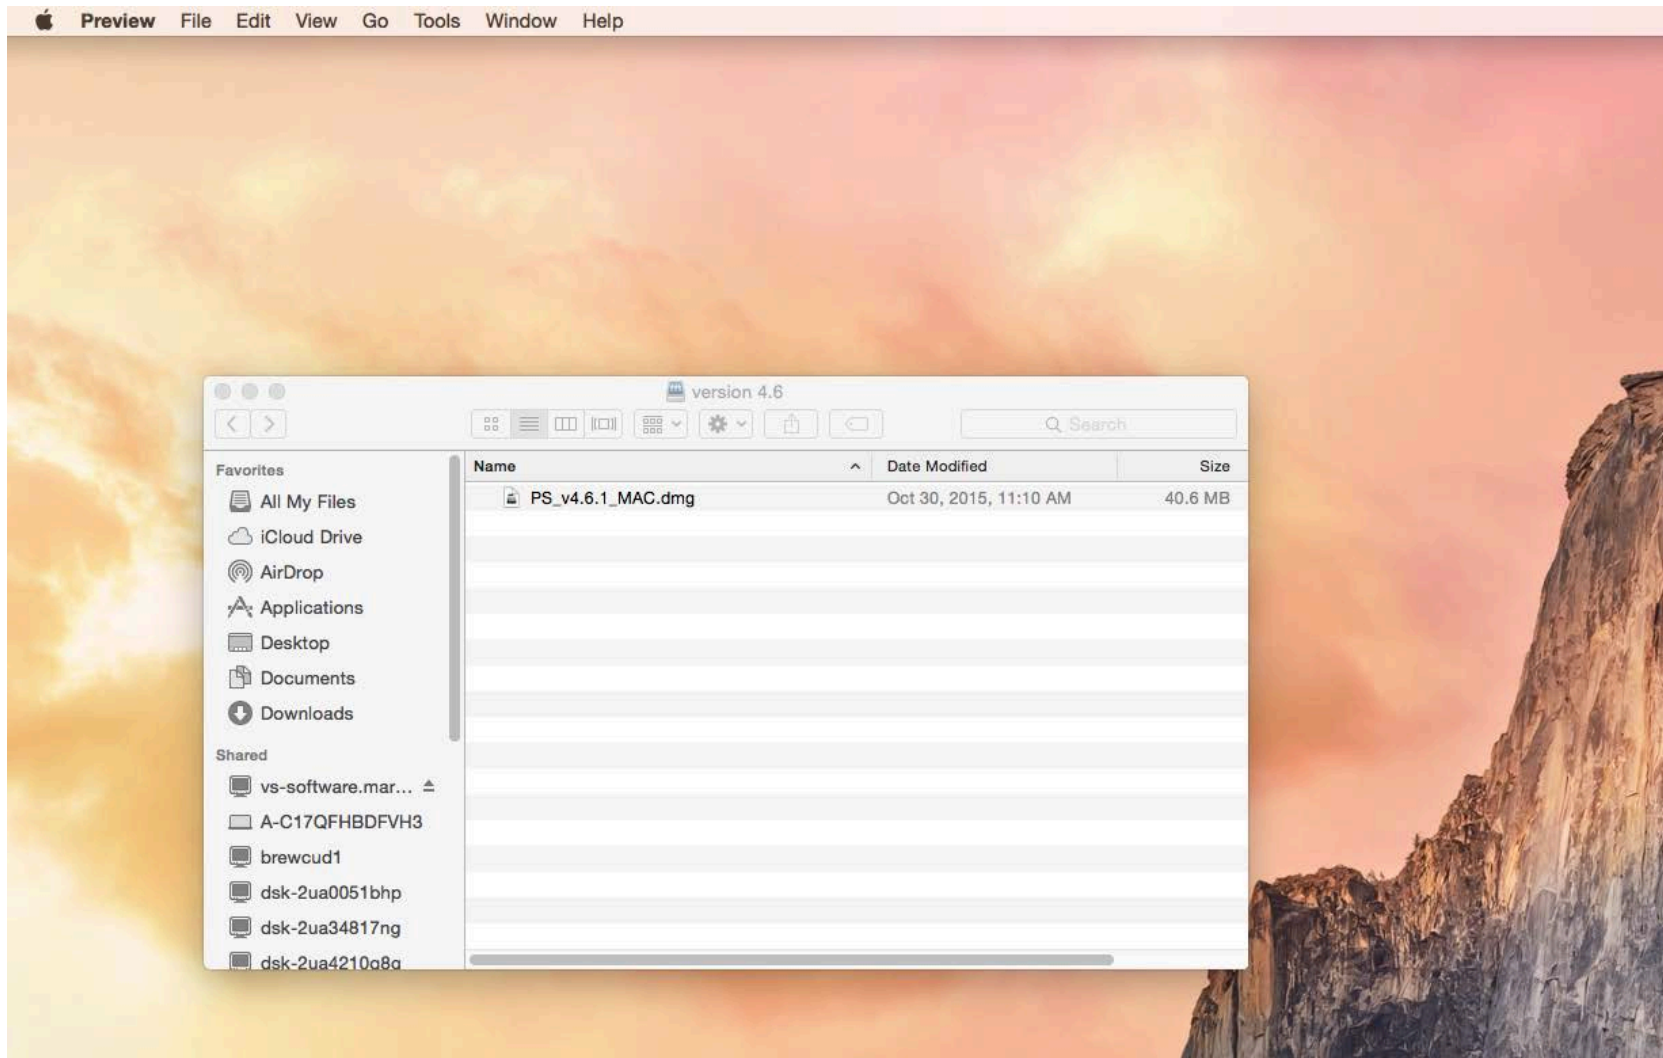 Preview File Edit View Go Tools Window Help
version 4.6
Search
Favorites
All My Files
iCloud Drive
AirDrop
Applications
Desktop
Documents
Downloads
Shared
vs-software.mar...
A-C17QFHBDFVH3
brewcud1
dsk-2ua0051bhp
dsk-2ua34817ng
Name Date Modified Size
PS_v4.6.1_MAC.dmg Oct 30, 2015, 11:10 AM 40.6 MB